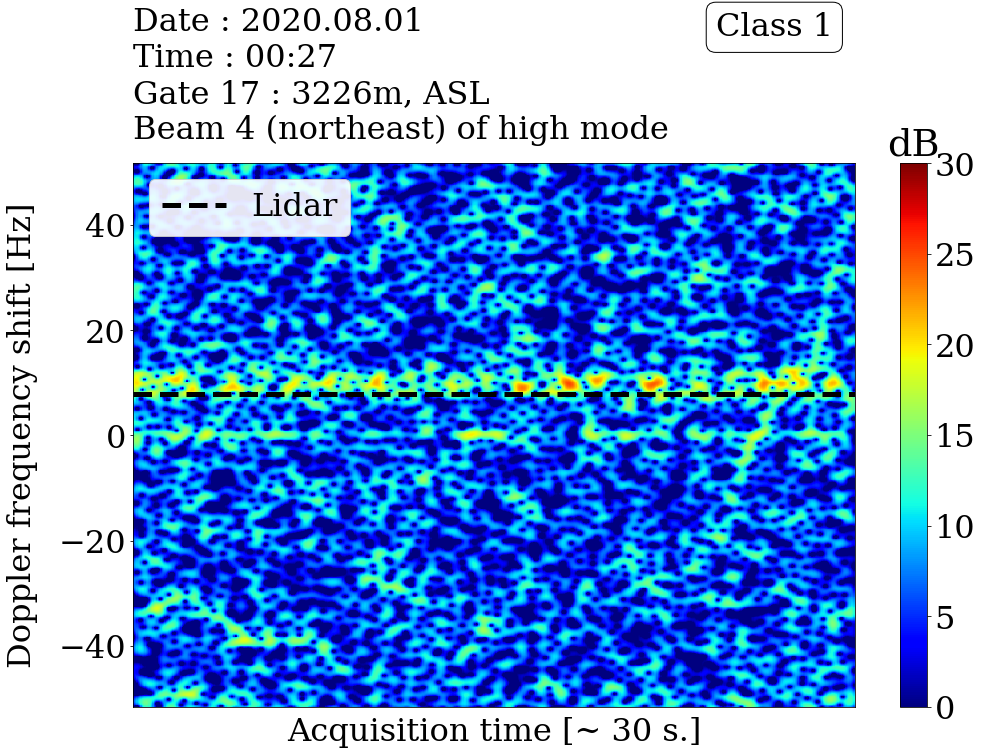 Date : 2020.08.01
Time : 00:27
Gate 17 : 3226m, ASL
Beam 4 (northeast) of high mode
Class 1
dB
Lidar
Doppler frequency shift [Hz]
40
20
0
−20
−40
30
25
20
15
10
5
0
Acquisition time [~ 30 s.]